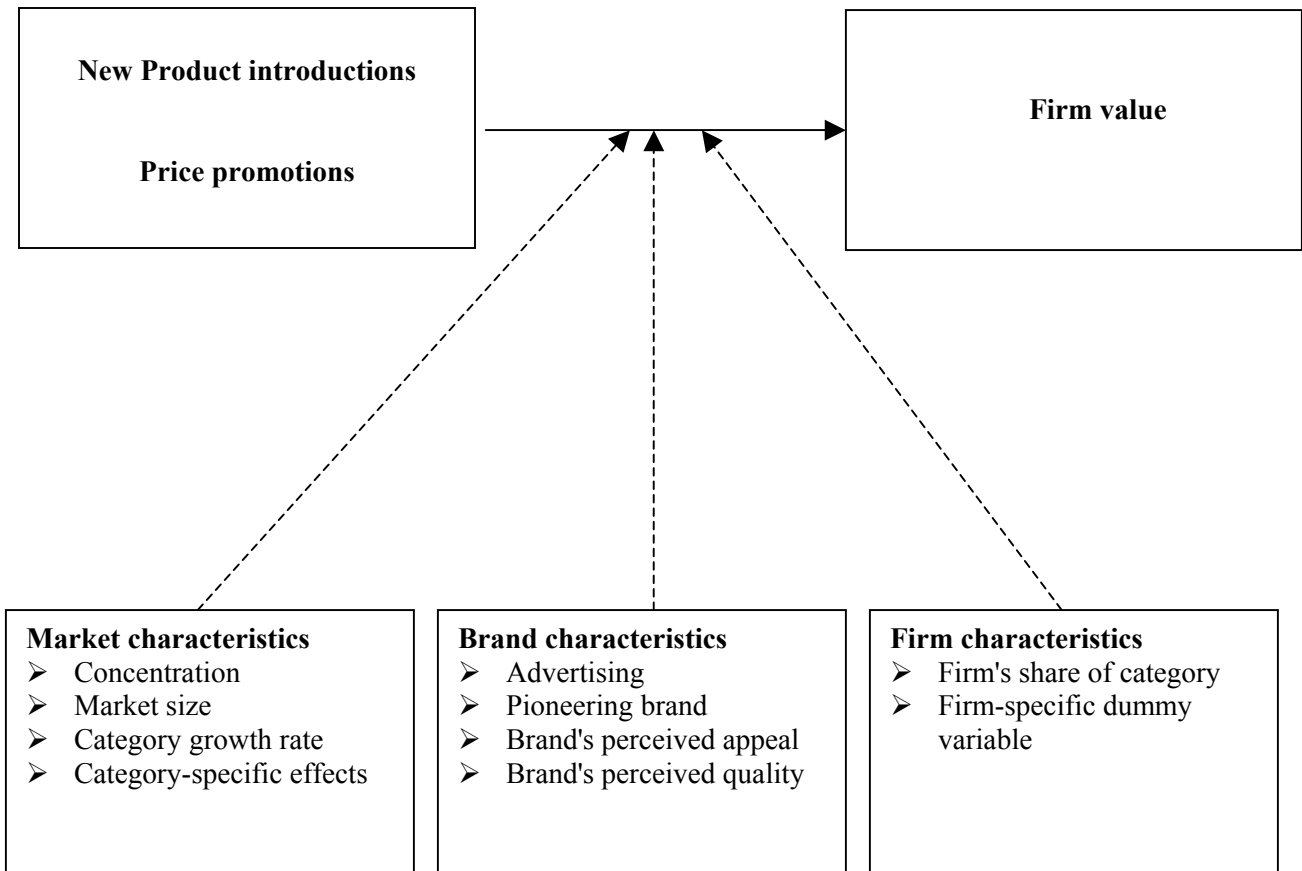 New Product introductions
Price promotions
Firm value
Market characteristics
➢ Concentration
➢ Market size
➢ Category growth rate
➢ Category-specific effects
Brand characteristics
➢ Advertising
➢ Pioneering brand
➢ Brand's perceived appeal
➢ Brand's perceived quality
Firm characteristics
➢ Firm's share of category
➢ Firm-specific dummy
variable